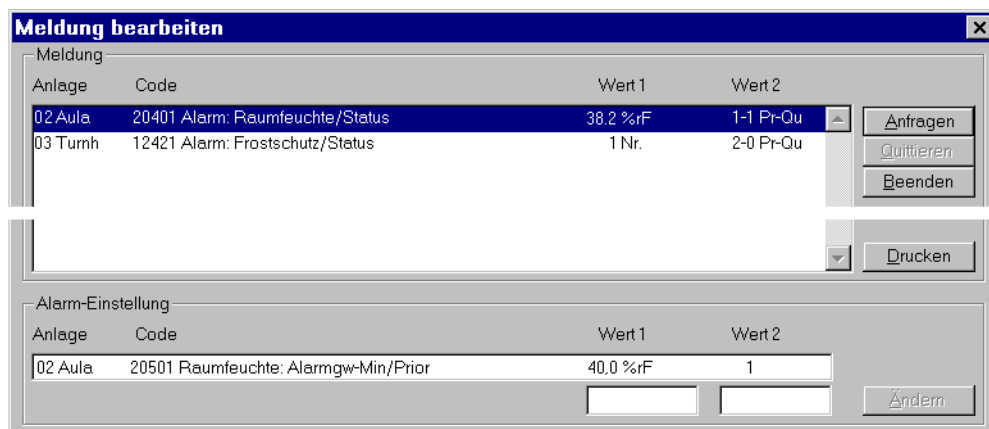 Meldung bearbeiten
Meldung
Anlage Code Wert 1 Wert 2
02 Aula 20401 Alarm: Raumfeuchte/Status 38.2 %rF 1-1 Pr-Qu
03 Turnh 12421 Alarm: Frostschutz/Status 1 Nr. 2-0 Pr-Qu
Anfragen
Quittieren
Beenden
Drucken
Alarm-Einstellung
Anlage Code Wert 1 Wert 2
02 Aula 20501 Raumfeuchte: Alarmgw-Min/Prior 40,0 %rF 1
Ändern